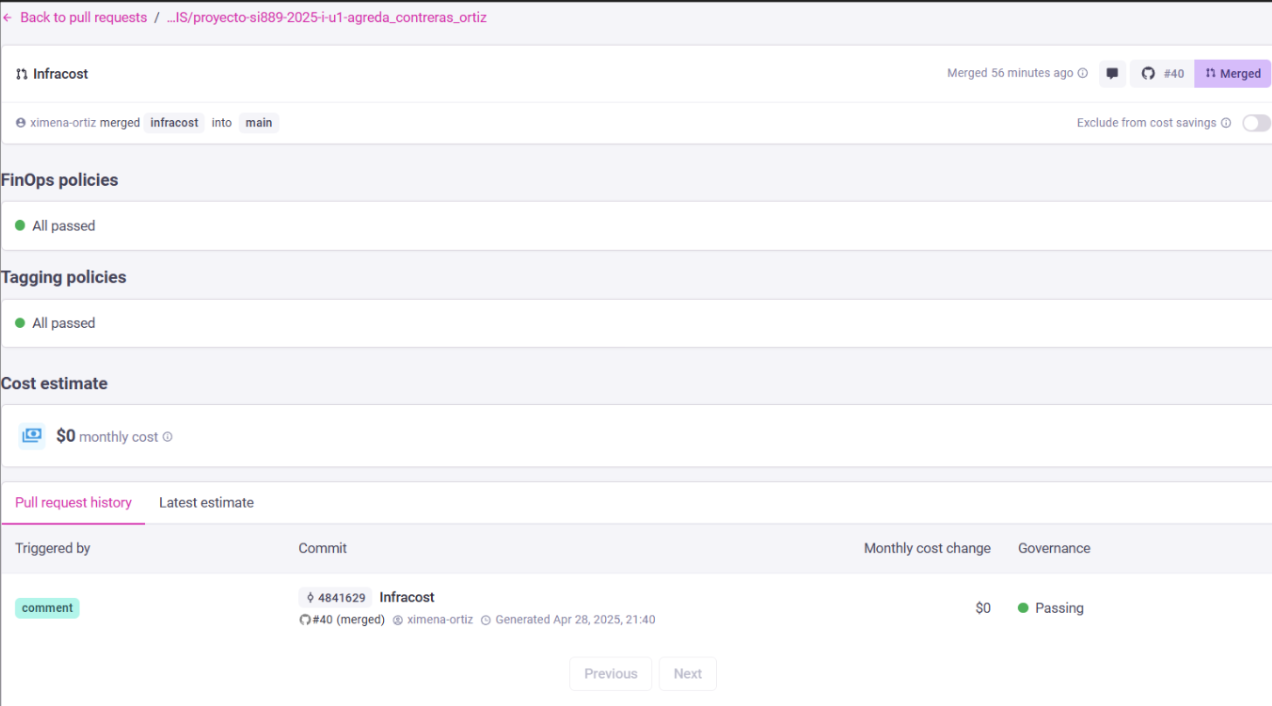 ← Back to pull requests / ...IS/proyecto-si889-2025-i-u1-agreda_contreras_ortiz
Infracost Merged 56 minutes ago #40 Merged
ximena-ortiz merged infracost into main Exclude from cost savings
FinOps policies
All passed
Tagging policies
All passed
Cost estimate
$0 monthly cost
Pull request history Latest estimate
Triggered by Commit Monthly cost change Governance
4841629 Infracost
comment $0 Passing
#40 (merged) ximena-ortiz Generated Apr 28, 2025, 21:40
Previous Next